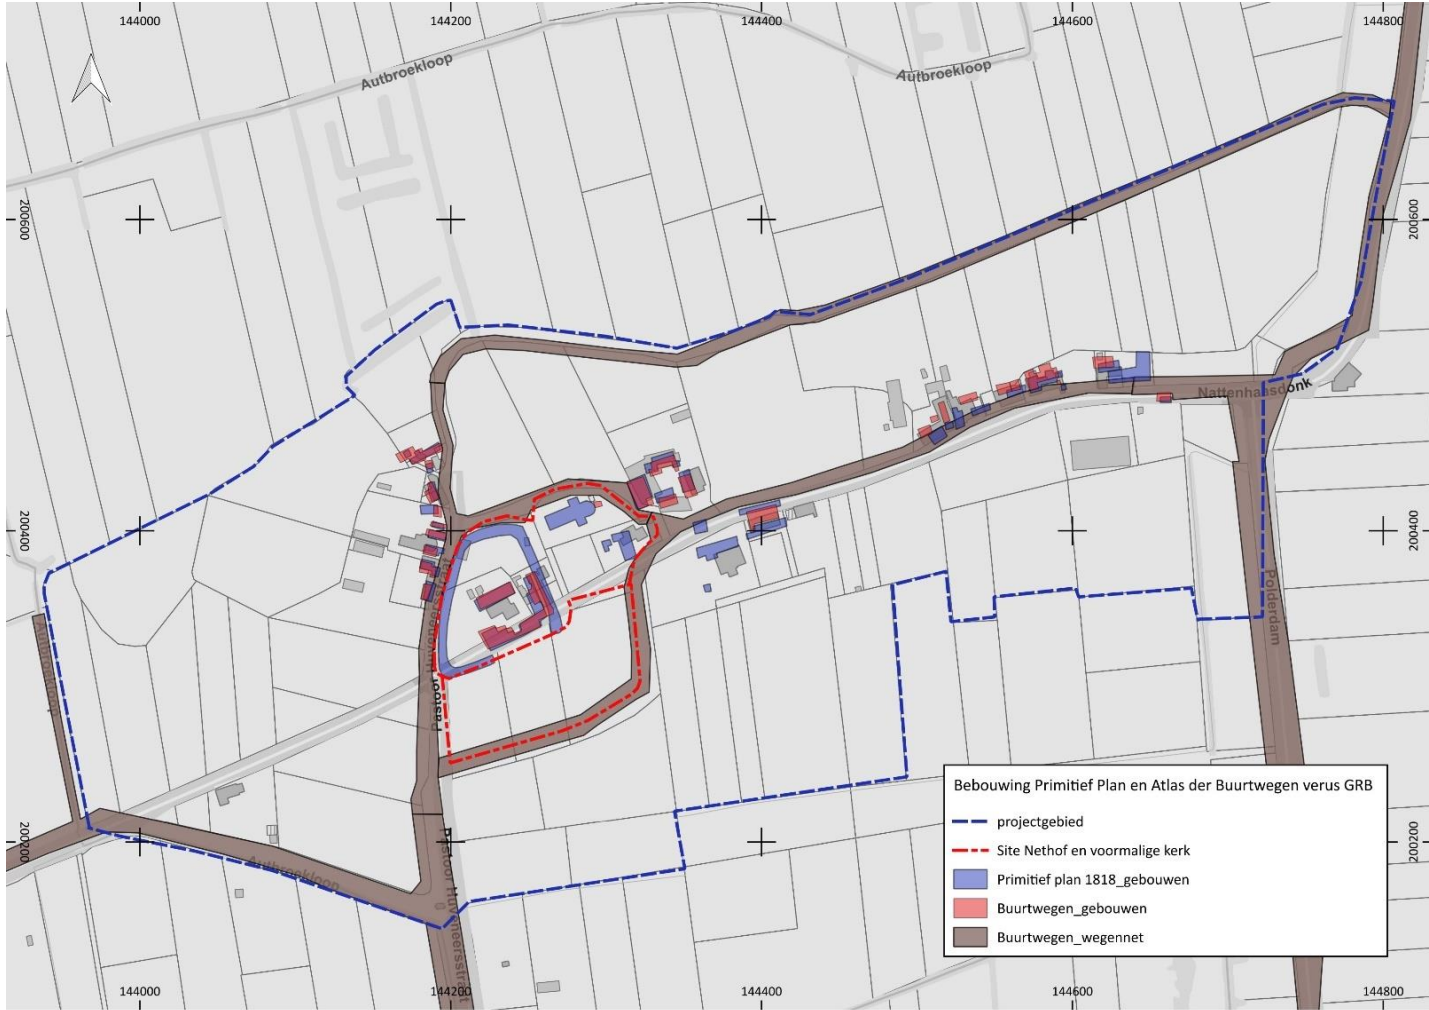 144000 144200 144400 144600 144800
Autbroekloop
Autbroekloop
200600
200600
Nattenhaasdonk
200400
200400
Autbroekloop
Polderdam
Pastoor Huveneersstraat
Bebouwing Primitief Plan en Atlas der Buurtwegen verus GRB
projectgebied
Site Nethof en voormalige kerk
Primitief plan 1818_gebouwen
Buurtwegen_gebouwen
Buurtwegen_wegennet
200200
200200
Autbroekloop
Pastoor Huveneersstraat
144000 144200 144400 144600 144800